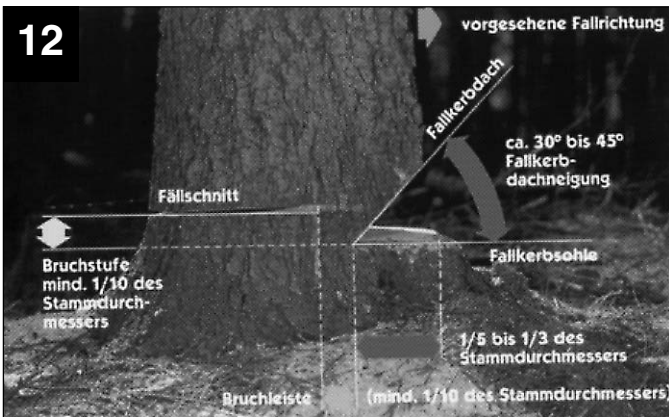 12
vorgesehene Fallrichtung
Fallkerbdach
ca. 30° bis 45°
Fallkerb-
dachneigung
Fällschnitt
Fallkerbsohle
Bruchstufe
mind. 1/10 des
Stammdurch-
messers
1/5 bis 1/3 des
Stammdurchmessers
Bruchleiste
(mind. 1/10 des Stammdurchmessers)